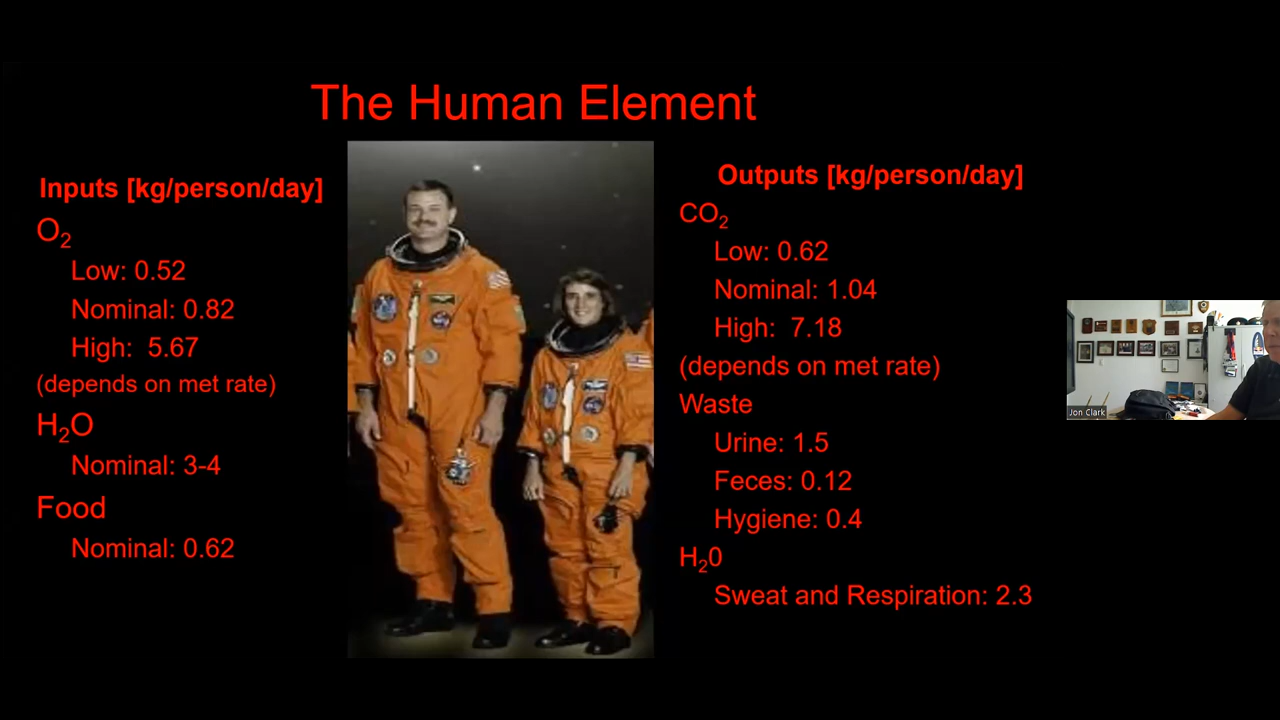 The Human Element
Inputs [kg/person/day]
O₂
Low: 0.52
Nominal: 0.82
High: 5.67
(depends on met rate)
H₂O
Nominal: 3-4
Food
Nominal: 0.62
Outputs [kg/person/day]
CO₂
Low: 0.62
Nominal: 1.04
High: 7.18
(depends on met rate)
Waste
Urine: 1.5
Feces: 0.12
Hygiene: 0.4
H₂0
Sweat and Respiration: 2.3
Jon Clark